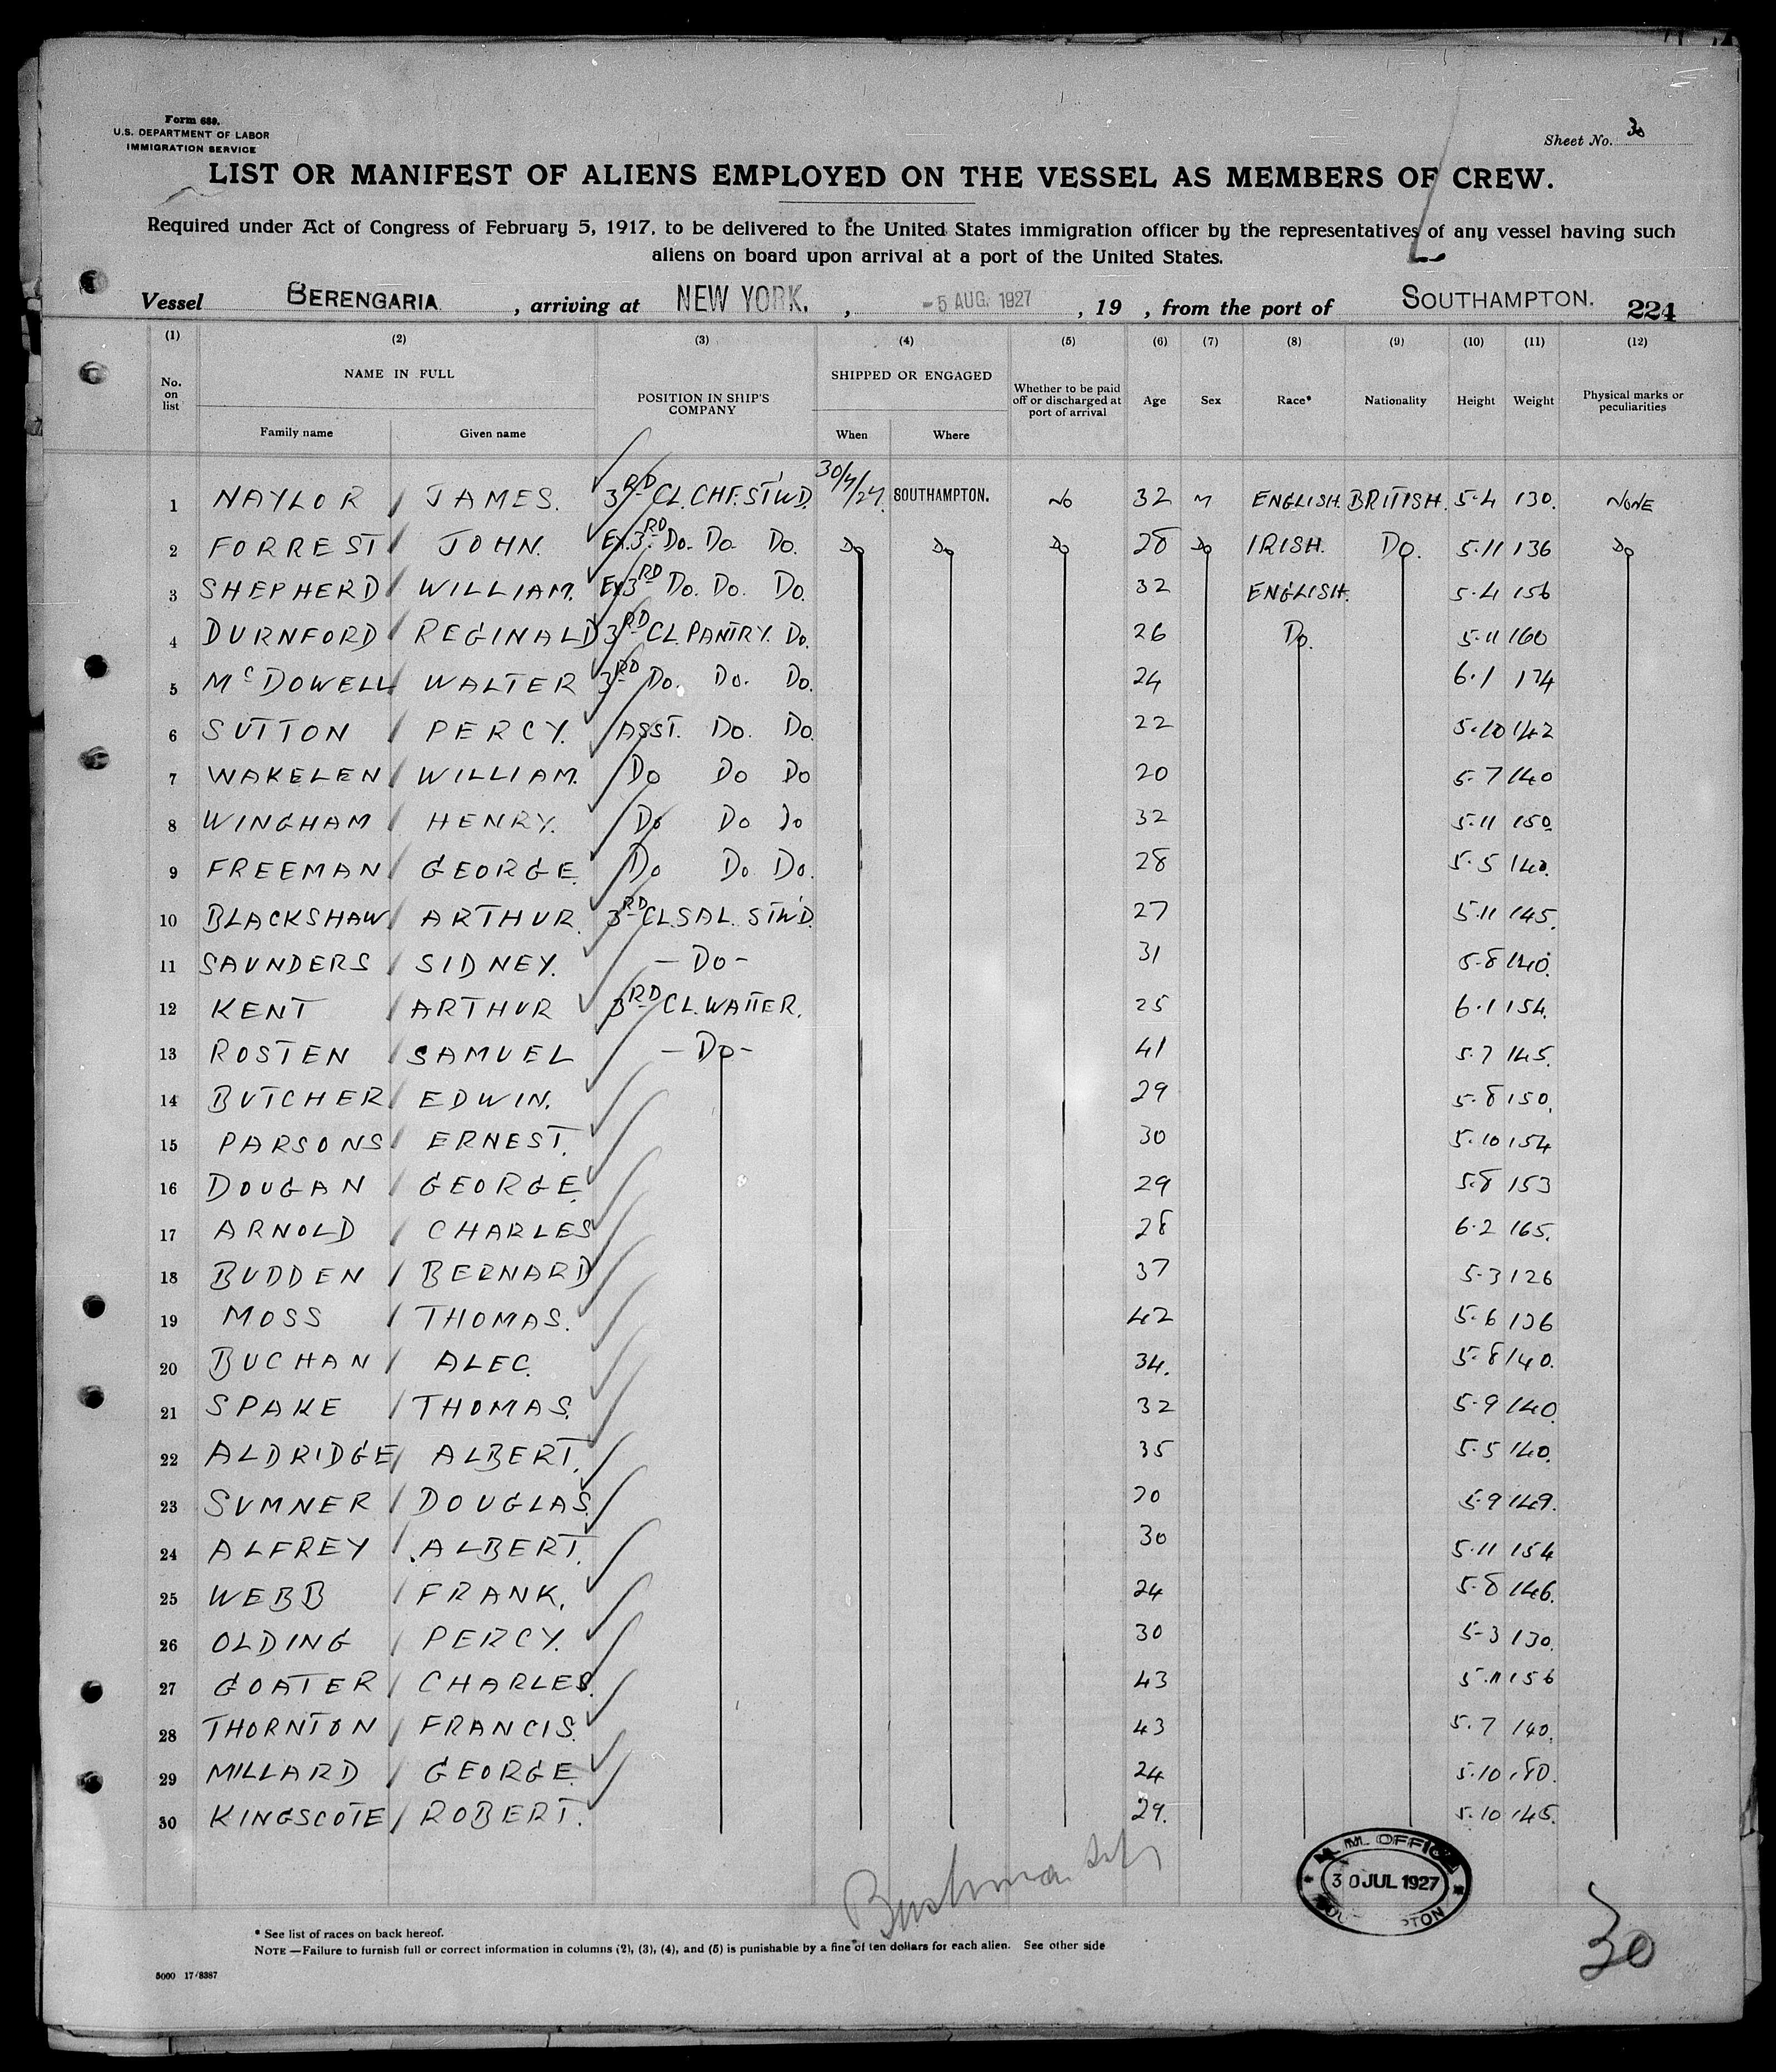 Form 689.
U.S. DEPARTMENT OF LABOR
IMMIGRATION SERVICE
Sheet No. 30
LIST OR MANIFEST OF ALIENS EMPLOYED ON THE VESSEL AS MEMBERS OF CREW.
Required under Act of Congress of February 5, 1917, to be delivered to the United States immigration officer by the representatives of any vessel having such
aliens on board upon arrival at a port of the United States.
Vessel BERENGARIA , arriving at NEW YORK. , -5 AUG. 1927 , 19 , from the port of SOUTHAMPTON. 224
(1) (2) (3) (4) (5) (6) (7) (8) (9) (10) (11) (12)
No. on list NAME IN FULL Family name Given name POSITION IN SHIP'S COMPANY SHIPPED OR ENGAGED When Where Whether to be paid off or discharged at port of arrival Age Sex Race* Nationality Height Weight Physical marks or peculiarities
1 NAYLOR / JAMES. 3RD CL. CHF. ST'W'D. 30/7/27. SOUTHAMPTON. NO 32 M ENGLISH. BRITISH. 5.4 130. NONE
2 FORREST / JOHN. EX.3RD Do. Do. Do. Do Do Do 28 Do IRISH. Do. 5.11 136 Do
3 SHEPHERD / WILLIAM. EX3RD Do. Do. Do. 32 ENGLISH. 5.4 156
4 DURNFORD / REGINALD 3RD CL. PANTRY. Do. 26 Do. 5.11 160
5 McDOWELL / WALTER 3RD Do. Do. Do. 24 6.1 174
6 SUTTON / PERCY. ASST. Do. Do. 22 5.10 142
7 WAKELEN / WILLIAM. Do Do Do 20 5.7 140
8 WINGHAM / HENRY. Do Do Do 32 5.11 150.
9 FREEMAN / GEORGE. Do Do. Do. 28 5.5 140.
10 BLACKSHAW / ARTHUR. 3RD CL. SAL. ST'W'D. 27 5.11 145.
11 SAUNDERS / SIDNEY. - Do - 31 5.8 140.
12 KENT / ARTHUR 3RD CL. WAITER. 25 6.1 154.
13 ROSTEN / SAMUEL - Do - 41 5.7 145.
14 BUTCHER / EDWIN. 29 5.8 150.
15 PARSONS / ERNEST. 30 5.10 154
16 DOUGAN / GEORGE. 29 5.8 153
17 ARNOLD / CHARLES 28 6.2 165.
18 BUDDEN / BERNARD 37 5.3 126
19 MOSS / THOMAS. 42 5.6 136
20 BUCHAN / ALEC. 34. 5.8 140.
21 SPAKE / THOMAS. 32 5.9 140.
22 ALDRIDGE / ALBERT. 35 5.5 140.
23 SUMNER / DOUGLAS. 20 5.9 149.
24 ALFREY / ALBERT. 30 5.11 154
25 WEBB / FRANK. 24 5.8 146.
26 OLDING / PERCY. 30 5.3 130.
27 GOATER / CHARLES. 43 5.11 156
28 THORNTON / FRANCIS. 43 5.7 140.
29 MILLARD / GEORGE. 24 5.10 180.
30 KINGSCOTE / ROBERT. 29. 5.10 145.
M.M. OFFICE
30 JUL 1927
30
* See list of races on back hereof.
NOTE —Failure to furnish full or correct information in columns (2), (3), (4), and (5) is punishable by a fine of ten dollars for each alien. See other side
5000 17/8387